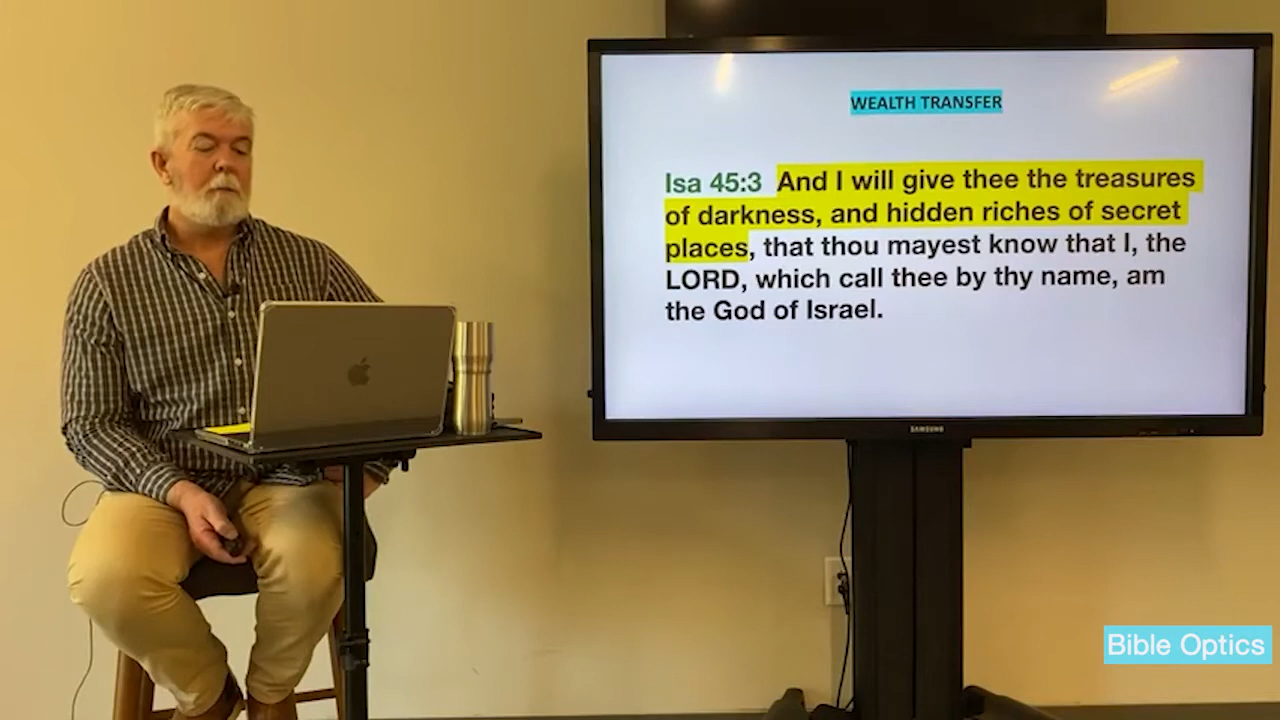 WEALTH TRANSFER
Isa 45:3 And I will give thee the treasures
of darkness, and hidden riches of secret
places, that thou mayest know that I, the
LORD, which call thee by thy name, am
the God of Israel.
SAMSUNG
Bible Optics